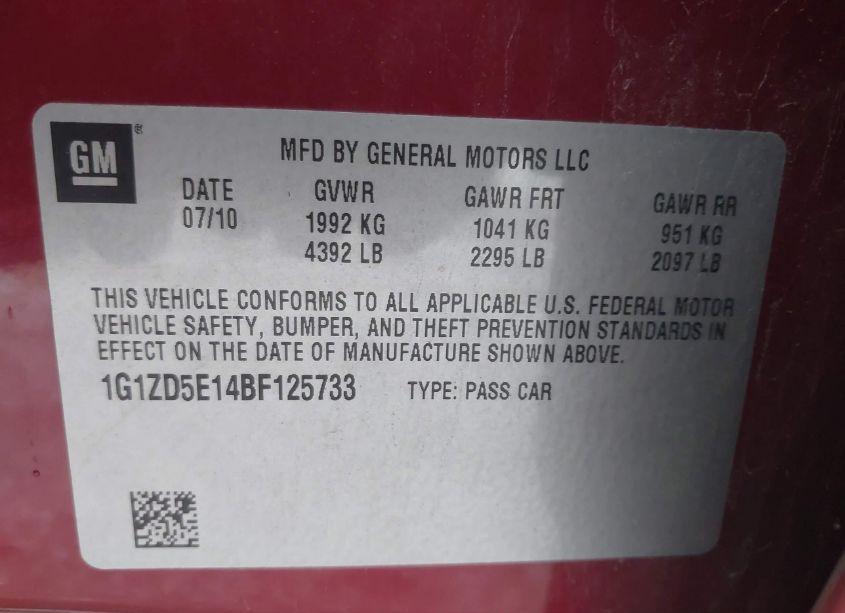 GM®
MFD BY GENERAL MOTORS LLC
DATE GVWR GAWR FRT GAWR RR
07/10 1992 KG 1041 KG 951 KG
4392 LB 2295 LB 2097 LB
THIS VEHICLE CONFORMS TO ALL APPLICABLE U.S. FEDERAL MOTOR
VEHICLE SAFETY, BUMPER, AND THEFT PREVENTION STANDARDS IN
EFFECT ON THE DATE OF MANUFACTURE SHOWN ABOVE.
1G1ZD5E14BF125733 TYPE: PASS CAR